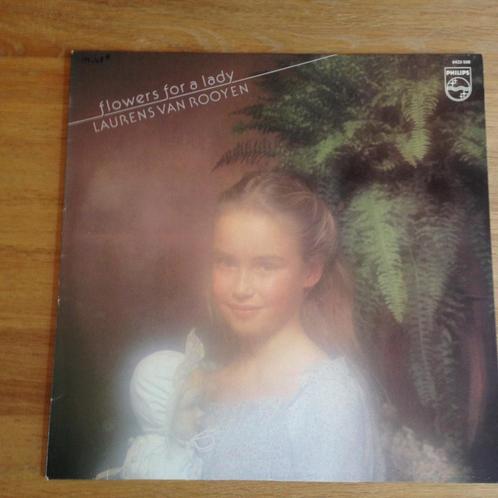 flowers for a lady
LAURENS VAN ROOYEN
PHILIPS